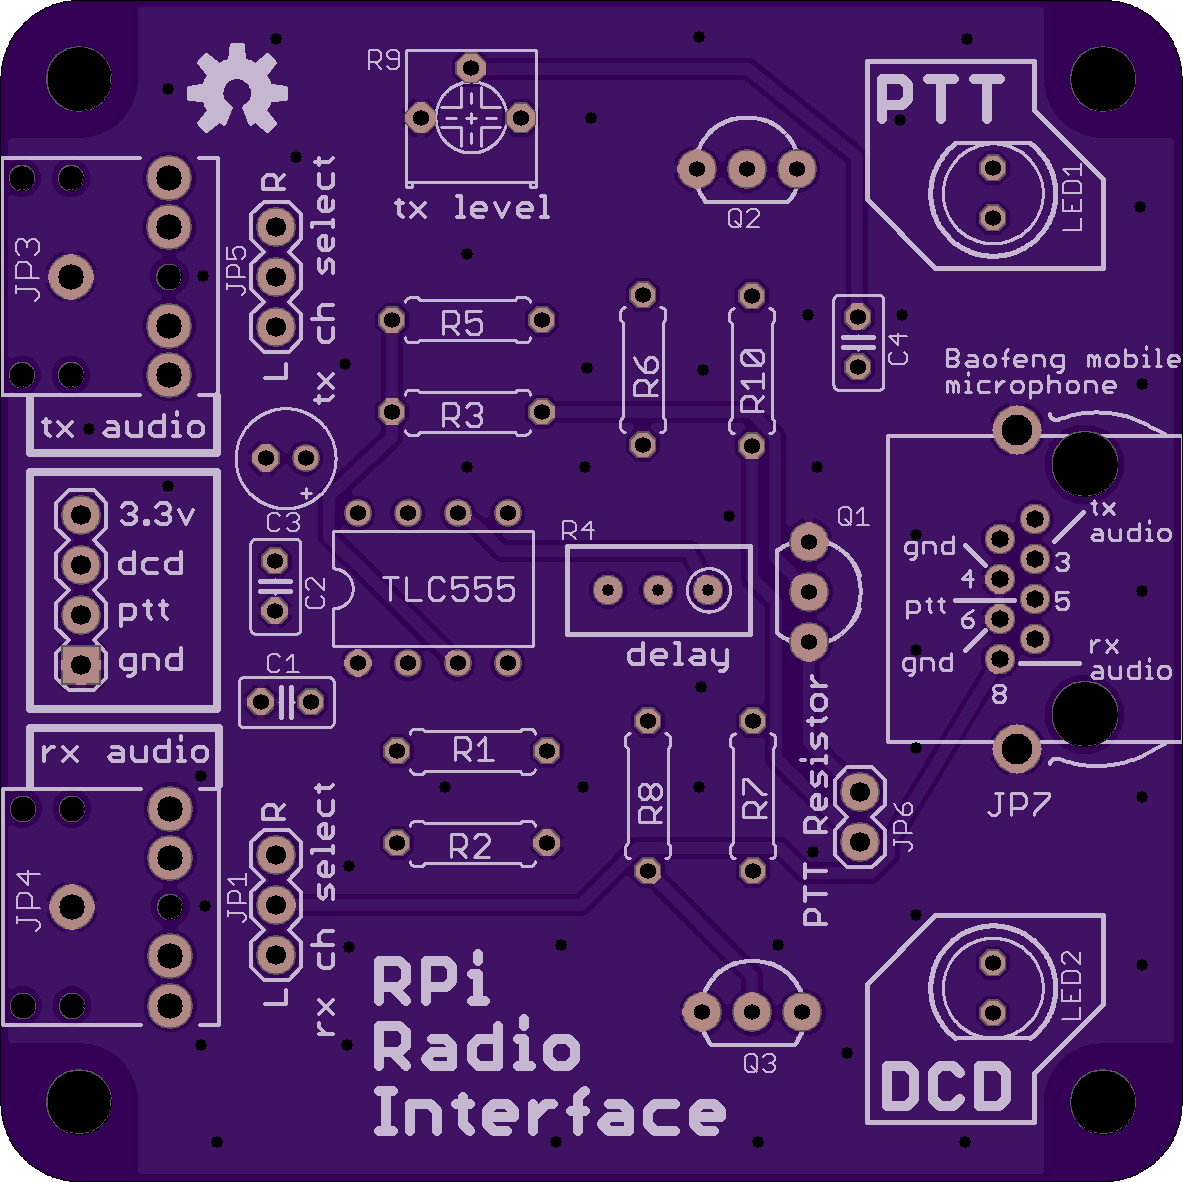 R9
PTT
tx level
Q2
LED1
JP3
R
JP5
L
tx ch select
R5
R6
R10
C4
R3
Baofeng mobile
microphone
tx audio
+
C3
3.3v
dcd
ptt
gnd
C2
TLC555
R4
delay
Q1
tx
audio
gnd
3
4
5
ptt
6
gnd
rx
audio
8
C1
rx audio
R1
R2
R8
R7
PTT Resistor
JP6
JP7
JP4
R
JP1
L
rx ch select
RPi
Radio
Interface
Q3
LED2
DCD